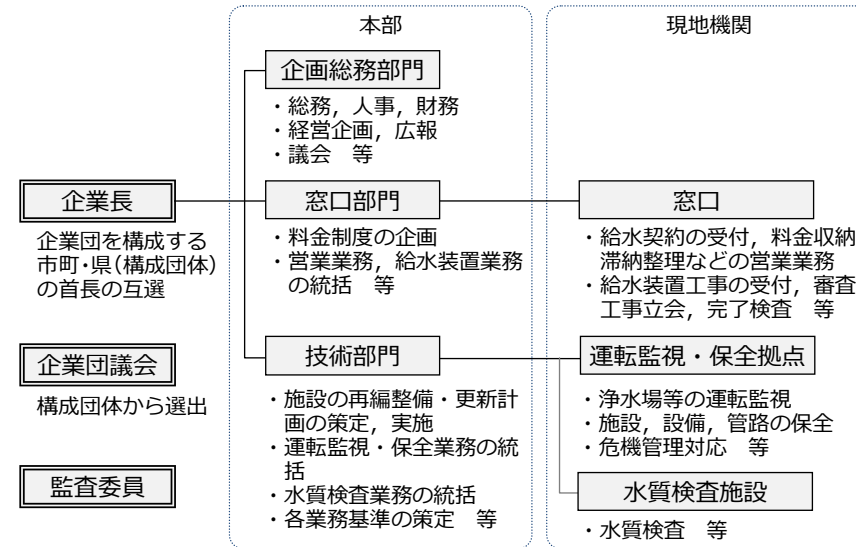 本部
現地機関
企画総務部門
・総務，人事，財務
・経営企画，広報
・議会　等
企業長
企業団を構成する
市町・県（構成団体）
の首長の互選
窓口部門
・料金制度の企画
・営業業務，給水装置業務
の統括　等
窓口
・給水契約の受付，料金収納
滞納整理などの営業業務
・給水装置工事の受付，審査
工事立会，完了検査　等
企業団議会
構成団体から選出
技術部門
・施設の再編整備・更新計
画の策定，実施
・運転監視・保全業務の統
括
・水質検査業務の統括
・各業務基準の策定　等
運転監視・保全拠点
・浄水場等の運転監視
・施設，設備，管路の保全
・危機管理対応　等
監査委員
水質検査施設
・水質検査　等